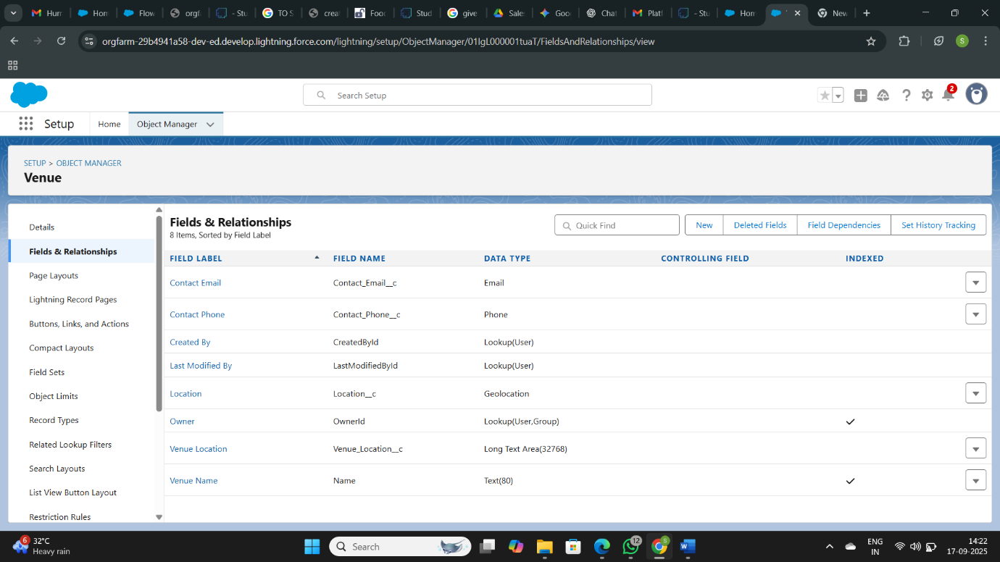 Hurr
Hom
Flow
orgfa
- Stu
TO S
crea
Food
Stud
give
Sales
Goo
Chat
Platf
- Stu
Hom
New
orgfarm-29b4941a58-dev-ed.develop.lightning.force.com/lightning/setup/ObjectManager/01IgL000001tuaT/FieldsAndRelationships/view
S
Search Setup
2
Setup
Home
Object Manager
SETUP > OBJECT MANAGER
Venue
Details
Fields & Relationships
Page Layouts
Lightning Record Pages
Buttons, Links, and Actions
Compact Layouts
Field Sets
Object Limits
Record Types
Related Lookup Filters
Search Layouts
List View Button Layout
Restriction Rules
Fields & Relationships
8 Items, Sorted by Field Label
Quick Find
New
Deleted Fields
Field Dependencies
Set History Tracking
FIELD LABEL FIELD NAME DATA TYPE CONTROLLING FIELD INDEXED
Contact Email Contact_Email__c Email
Contact Phone Contact_Phone__c Phone
Created By CreatedById Lookup(User)
Last Modified By LastModifiedById Lookup(User)
Location Location__c Geolocation
Owner OwnerId Lookup(User,Group)
Venue Location Venue_Location__c Long Text Area(32768)
Venue Name Name Text(80)
6
32°C
Heavy rain
Search
12
S
ENG
IN
14:22
17-09-2025